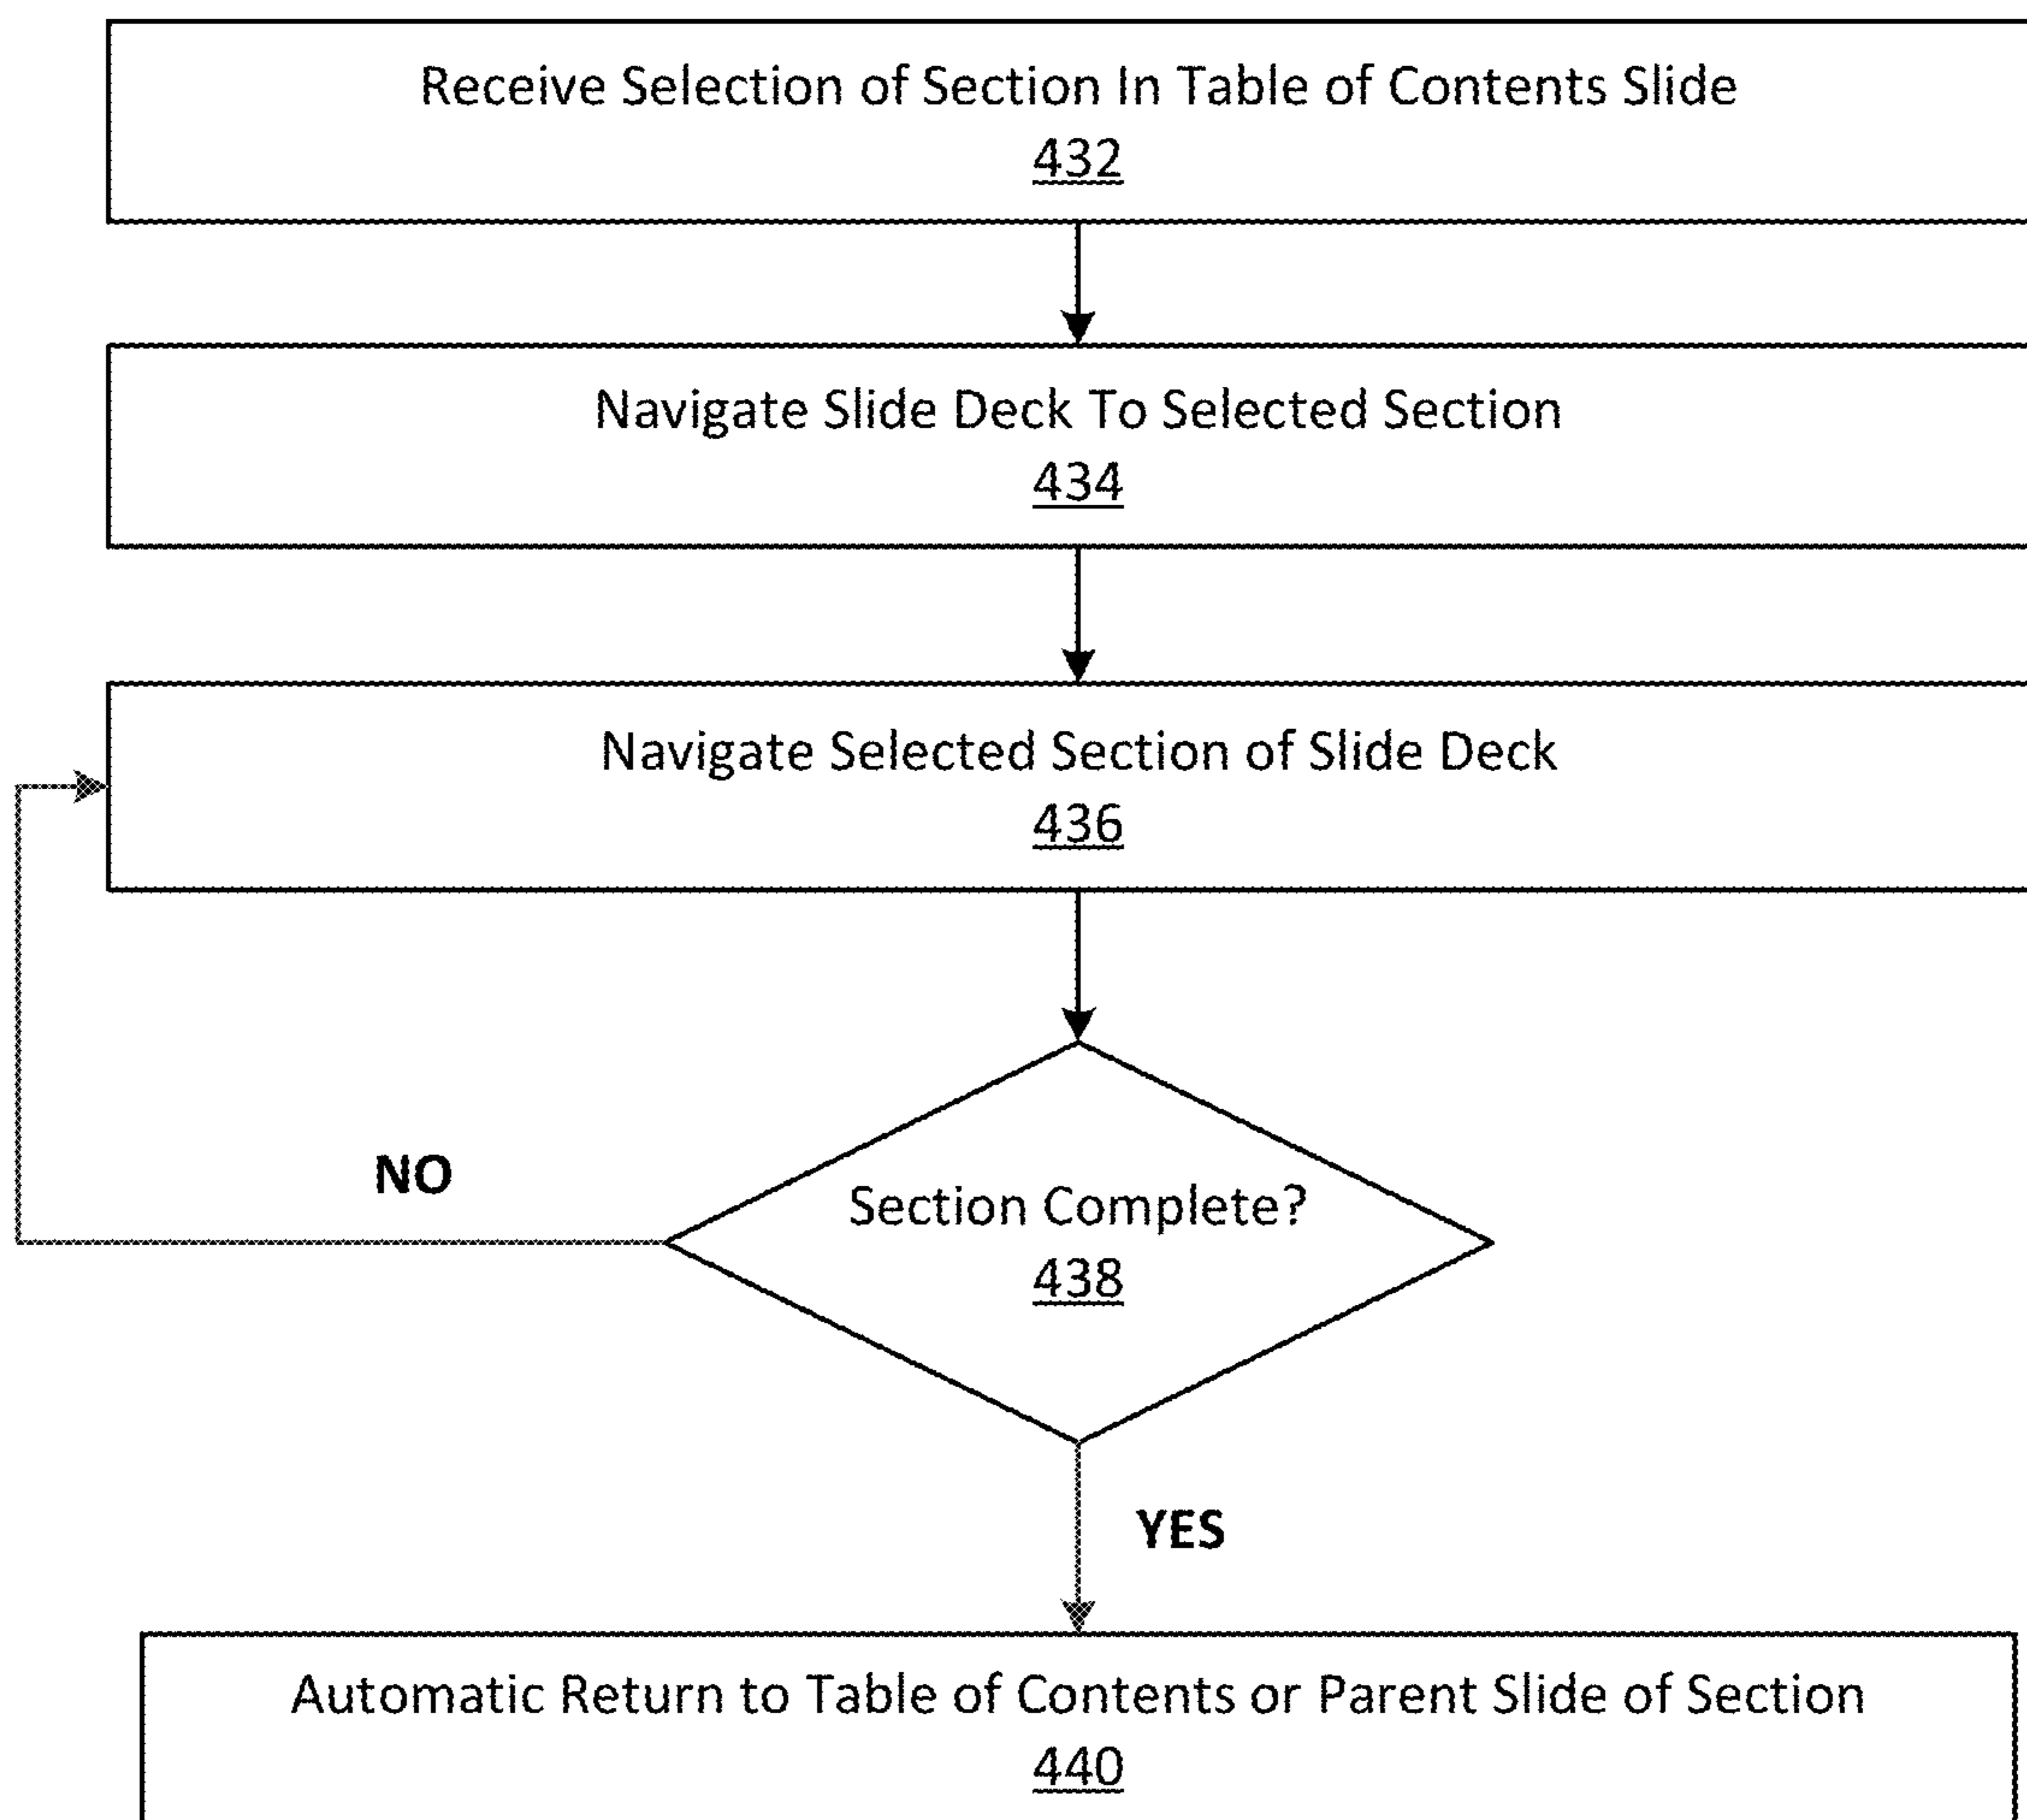 Receive Selection of Section In Table of Contents Slide
432
Navigate Slide Deck To Selected Section
434
Navigate Selected Section of Slide Deck
436
NO
Section Complete?
438
YES
Automatic Return to Table of Contents or Parent Slide of Section
440